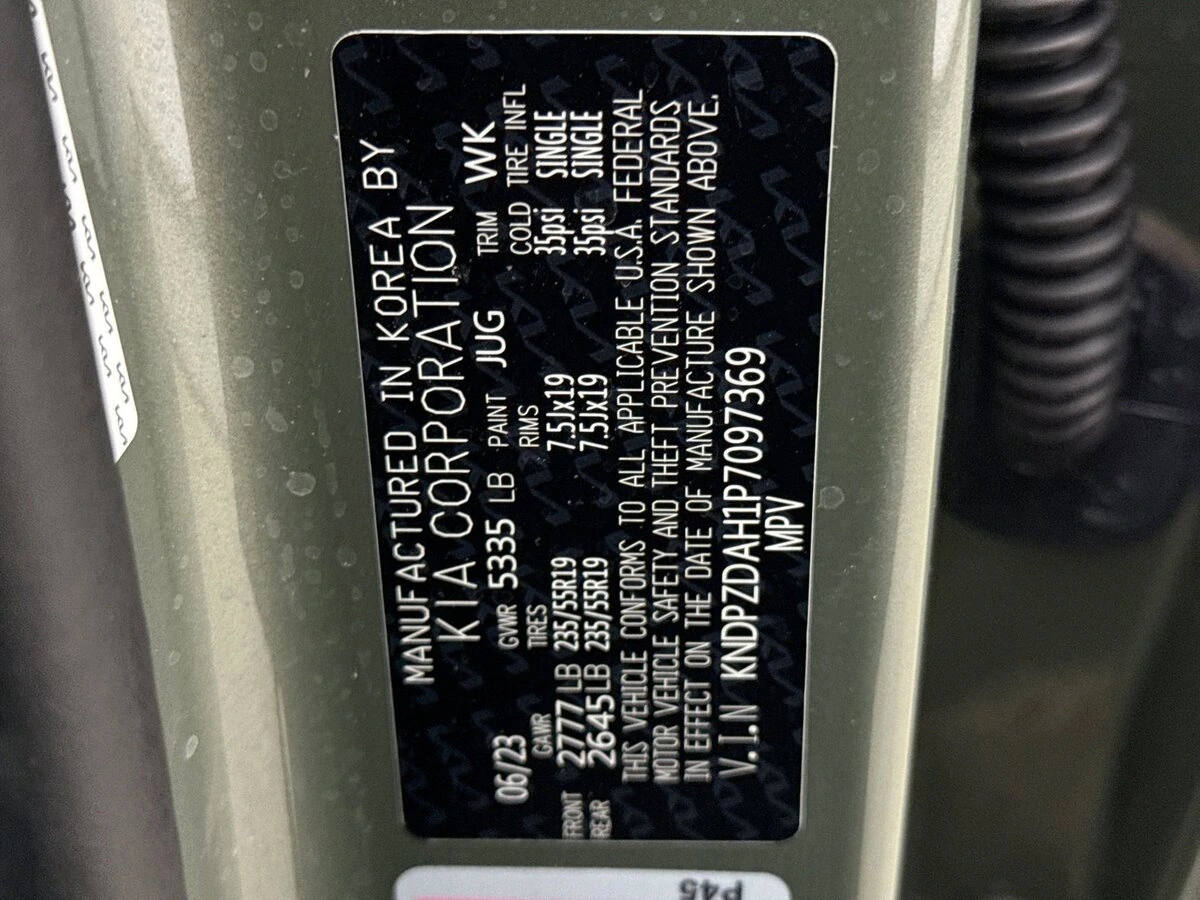 MANUFACTURED IN KOREA BY
KIA CORPORATION
06/23 GVWR 5335 LB PAINT JUG TRIM WK
GAWR TIRES RIMS COLD TIRE INFL
FRONT 2777 LB 235/55R19 7.5Jx19 35psi SINGLE
REAR 2645 LB 235/55R19 7.5Jx19 35psi SINGLE
THIS VEHICLE CONFORMS TO ALL APPLICABLE U.S.A. FEDERAL
MOTOR VEHICLE SAFETY AND THEFT PREVENTION STANDARDS
IN EFFECT ON THE DATE OF MANUFACTURE SHOWN ABOVE.
V.I.N KNDPZDAH1P7097369
MPV
P45